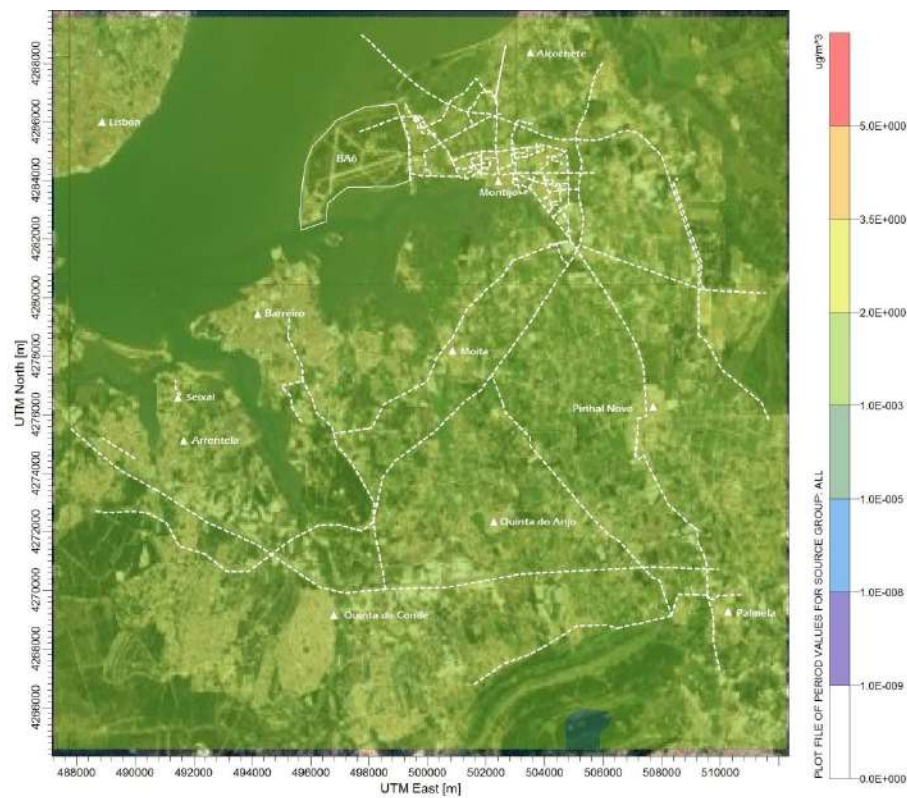 Alcochete
Lisbon
BA6
Montijo
Barreiro
Moita
Seixal
Pinhal Novo
Arrentela
Quinta do Anjo
Quinta do Conde
Palmela
UTM North [m]
4288000
4286000
4284000
4282000
4280000
4278000
4276000
4274000
4272000
4270000
4268000
4266000
488000 490000 492000 494000 496000 498000 500000 502000 504000 506000 508000 510000
UTM East [m]
ug/m^3
5.0E+000
3.5E+000
2.0E+000
1.0E-003
1.0E-005
1.0E-008
1.0E-009
0.0E+000
PLOT FILE OF PERIOD VALUES FOR SOURCE GROUP: ALL